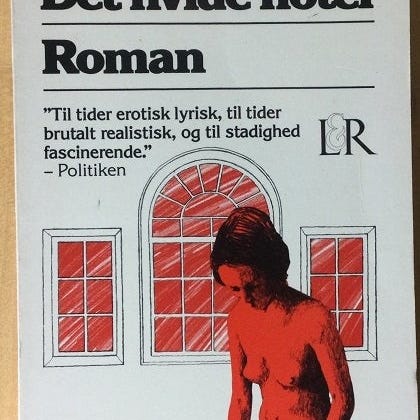 Det hvide hotel
Roman
”Til tider erotisk lyrisk, til tider
brutalt realistisk, og til stadighed
fascinerende.”
– Politiken
L&R